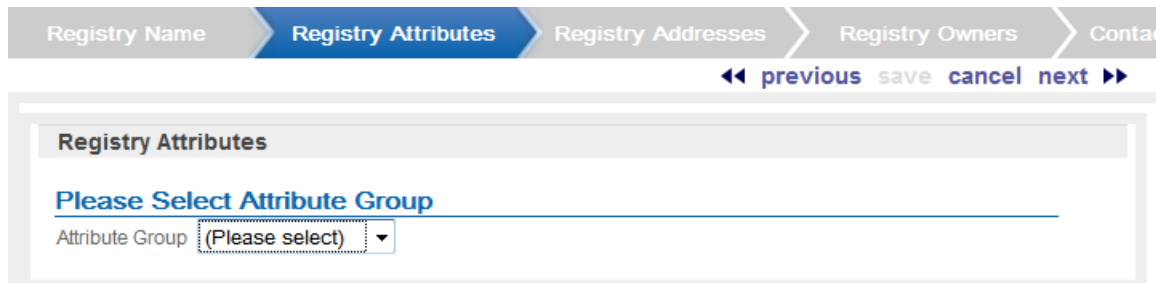 Registry Name Registry Attributes Registry Addresses Registry Owners
previous save cancel next
Registry Attributes
Please Select Attribute Group
Attribute Group (Please select)